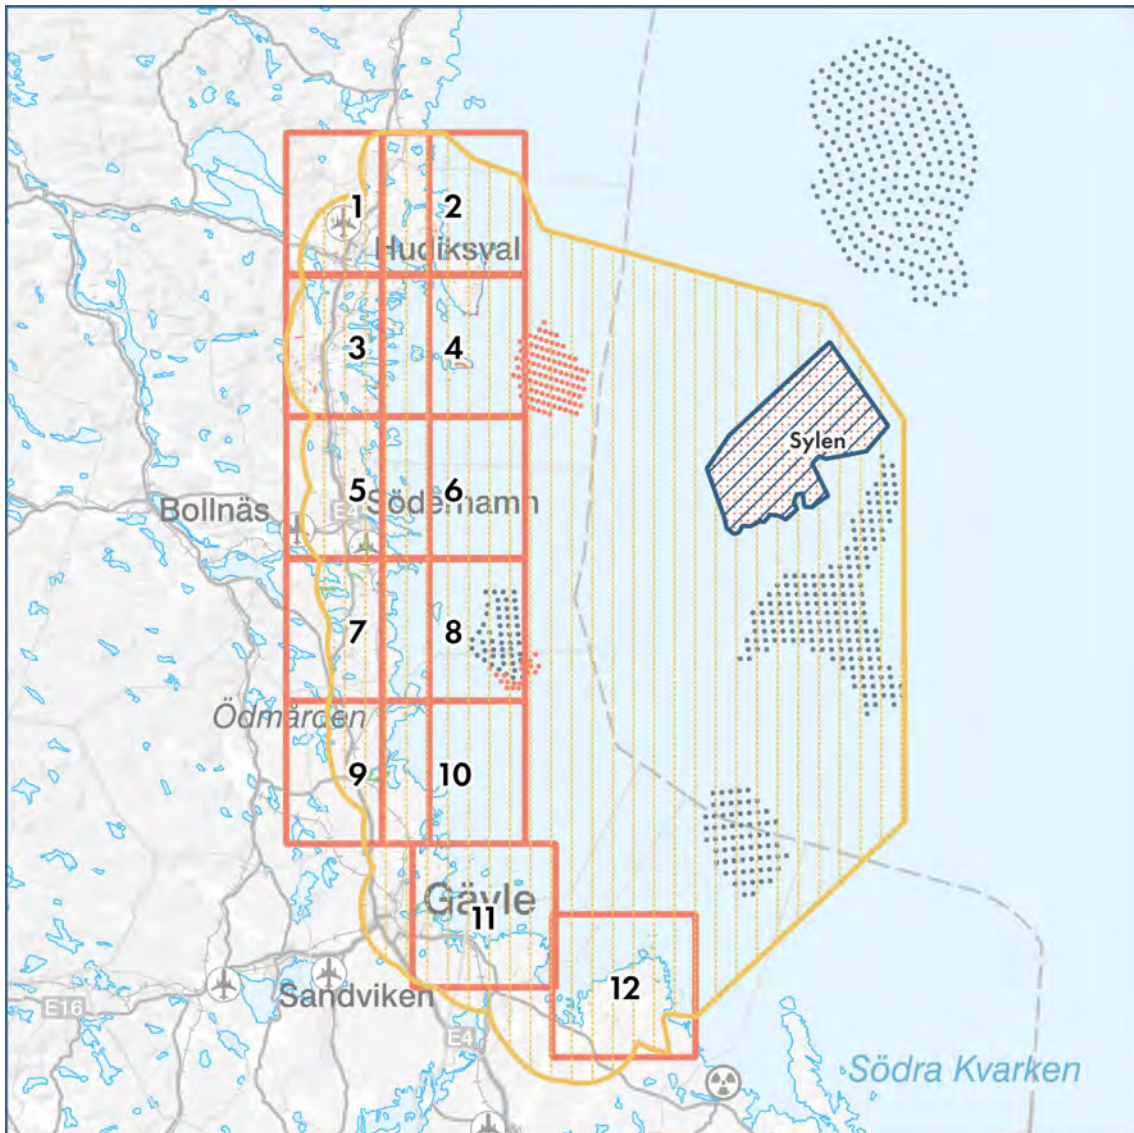 1
2
Hudiksval
3
4
Sylen
5
6
Bollnäs
E4
Söderhamn
7
8
Ödmården
9
10
Gävle
11
12
Sandviken
E16
E4
Södra Kvarken